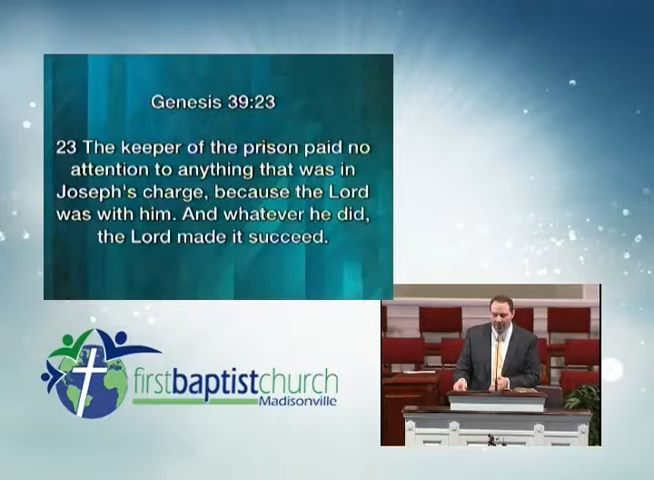 Genesis 39:23
23 The keeper of the prison paid no
attention to anything that was in
Joseph's charge, because the Lord
was with him. And whatever he did,
the Lord made it succeed.
firstbaptistchurch
Madisonville